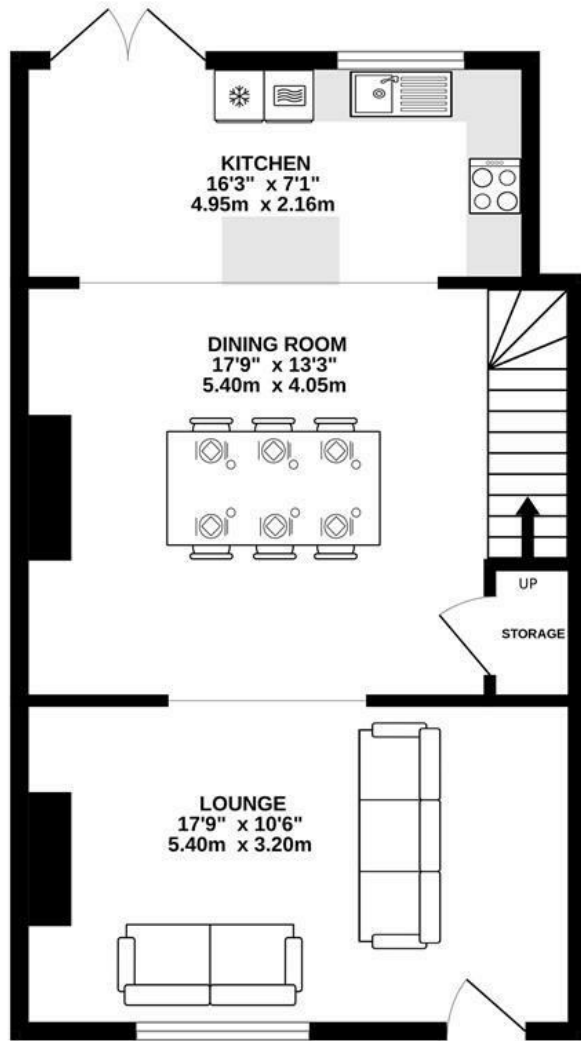 KITCHEN
16'3" x 7'1"
4.95m x 2.16m
DINING ROOM
17'9" x 13'3"
5.40m x 4.05m
UP
STORAGE
LOUNGE
17'9" x 10'6"
5.40m x 3.20m